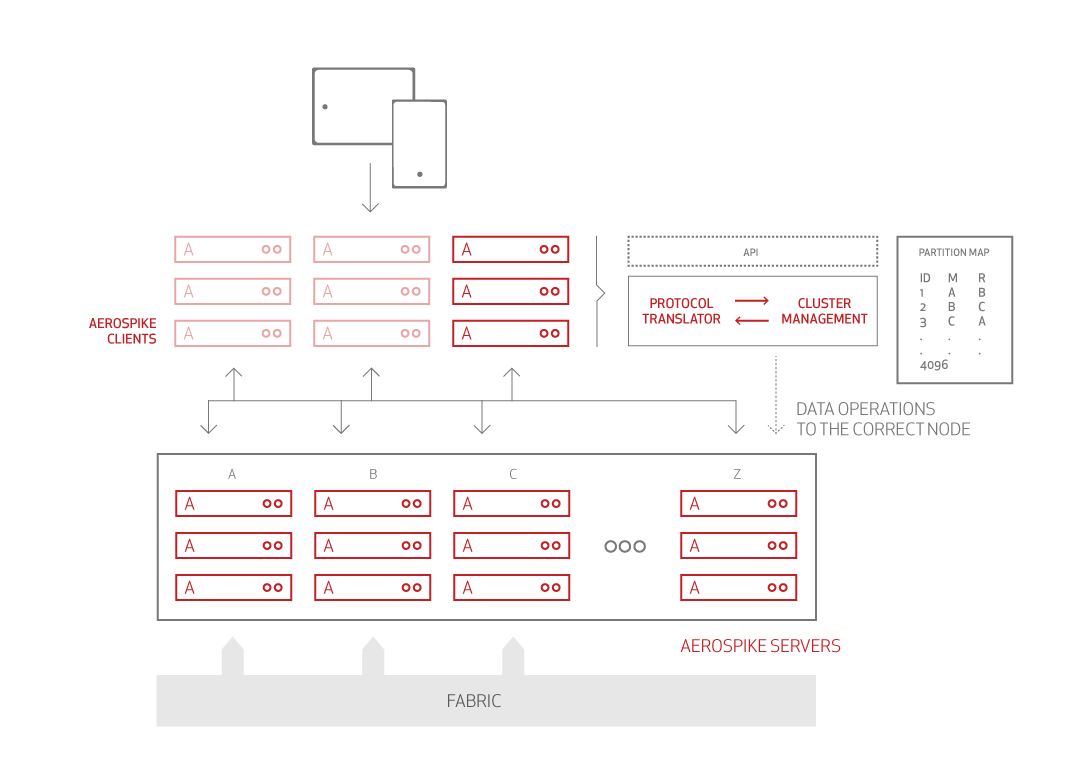 A A A
API
PARTITION MAP
ID M R
1 A B
2 B C
3 C A
. . .
. . .
4096
A A A
PROTOCOL
TRANSLATOR
CLUSTER
MANAGEMENT
AEROSPIKE
CLIENTS
A A A
DATA OPERATIONS
TO THE CORRECT NODE
A B C Z
A A A A
A A A A
A A A A
AEROSPIKE SERVERS
FABRIC